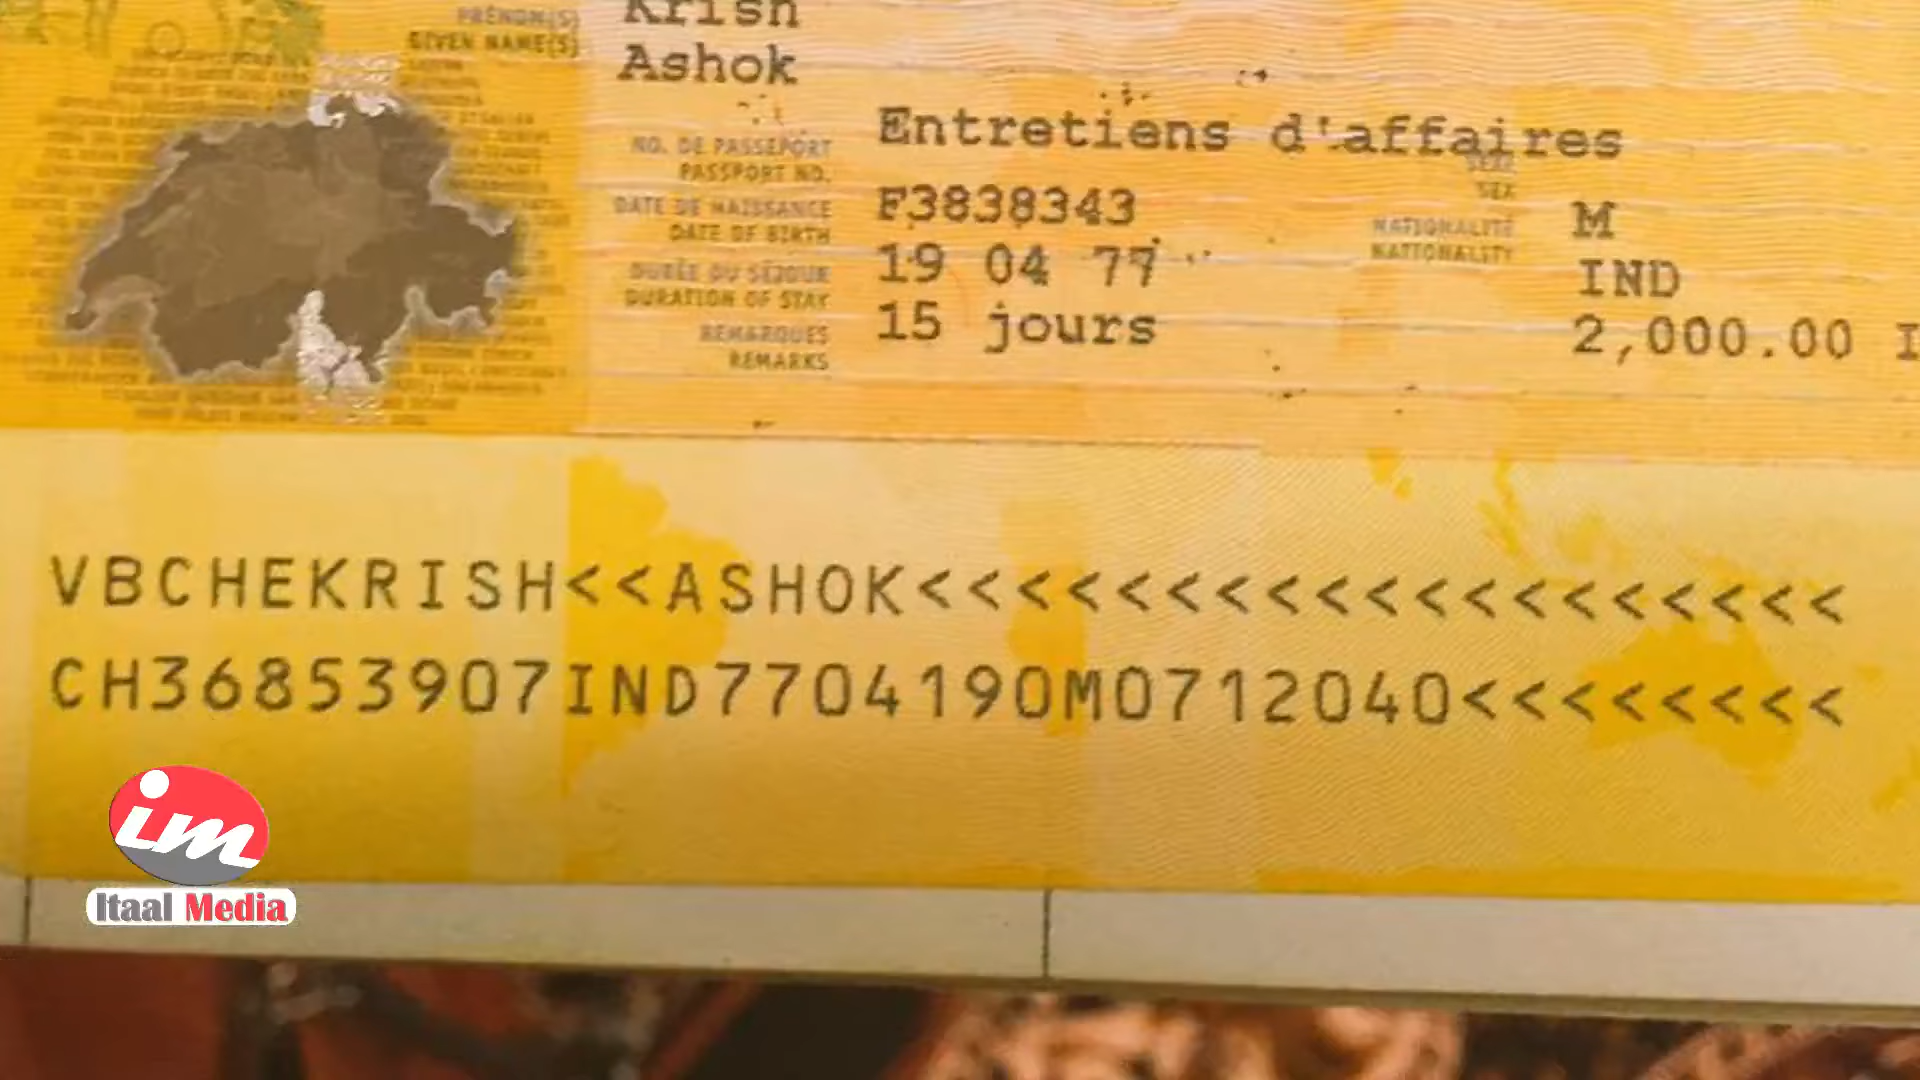 PRÉNOM(S)
GIVEN NAME(S)
Krish
Ashok
Entretiens d'affaires
NO. DE PASSEPORT
PASSPORT NO.
F3838343
SEXE
SEX
M
DATE DE NAISSANCE
DATE OF BIRTH
19 04 77
NATIONALITÉ
NATIONALITY
IND
DURÉE DU SÉJOUR
DURATION OF STAY
15 jours
2,000.00 I
REMARQUES
REMARKS
VBCHEKRISH<<ASHOK<<<<<<<<<<<<<<<<<<<
CH36853907IND7704190M0712040<<<<<<<<
im
Itaal Media